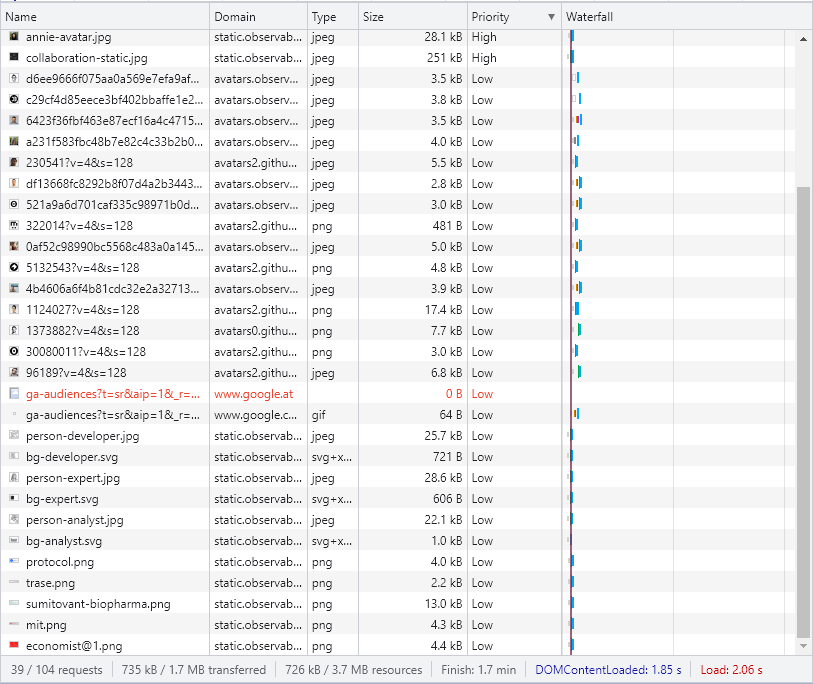 Name Domain Type Size Priority ▼ Waterfall
annie-avatar.jpg static.observab... jpeg 28.1 kB High
collaboration-static.jpg static.observab... jpeg 251 kB High
d6ee9666f075aa0a569e7efa9af... avatars.observ... jpeg 3.5 kB Low
c29cf4d85eece3bf402bbaffe1e2... avatars.observ... jpeg 3.8 kB Low
6423f36fbf463e87ecf16a4c4715... avatars.observ... jpeg 3.5 kB Low
a231f583fbc48b7e82c4c33b2b0... avatars.observ... jpeg 4.0 kB Low
230541?v=4&s=128 avatars2.githu... jpeg 5.5 kB Low
df13668fc8292b8f07d4a2b3443... avatars.observ... jpeg 2.8 kB Low
521a9a6d701caf335c98971b0d... avatars.observ... jpeg 3.0 kB Low
322014?v=4&s=128 avatars2.githu... png 481 B Low
0af52c98990bc5568c483a0a145... avatars.observ... jpeg 5.0 kB Low
5132543?v=4&s=128 avatars2.githu... png 4.8 kB Low
4b4606a6f4b81cdc32e2a32713... avatars.observ... jpeg 3.9 kB Low
1124027?v=4&s=128 avatars2.githu... png 17.4 kB Low
1373882?v=4&s=128 avatars0.githu... png 7.7 kB Low
30080011?v=4&s=128 avatars2.githu... png 3.0 kB Low
96189?v=4&s=128 avatars2.githu... jpeg 6.8 kB Low
ga-audiences?t=sr&aip=1&_r=... www.google.at 0 B Low
ga-audiences?t=sr&aip=1&_r=... www.google.c... gif 64 B Low
person-developer.jpg static.observab... jpeg 25.7 kB Low
bg-developer.svg static.observab... svg+x... 721 B Low
person-expert.jpg static.observab... jpeg 28.6 kB Low
bg-expert.svg static.observab... svg+x... 606 B Low
person-analyst.jpg static.observab... jpeg 22.1 kB Low
bg-analyst.svg static.observab... svg+x... 1.0 kB Low
protocol.png static.observab... png 4.0 kB Low
trase.png static.observab... png 2.2 kB Low
sumitovant-biopharma.png static.observab... png 13.0 kB Low
mit.png static.observab... png 4.3 kB Low
economist@1.png static.observab... png 4.4 kB Low
39 / 104 requests 735 kB / 1.7 MB transferred 726 kB / 3.7 MB resources Finish: 1.7 min DOMContentLoaded: 1.85 s Load: 2.06 s